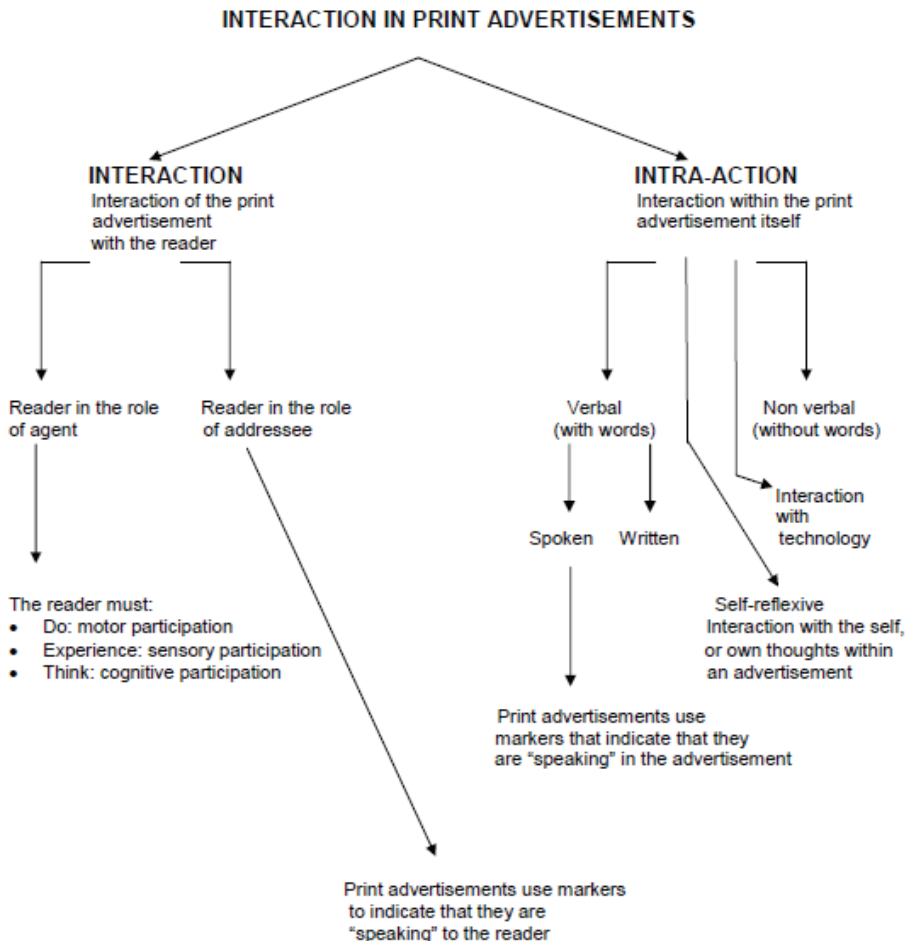 INTERACTION IN PRINT ADVERTISEMENTS
INTERACTION
Interaction of the print
advertisement
with the reader
INTRA-ACTION
Interaction within the print
advertisement itself
Reader in the role
of agent
Reader in the role
of addressee
Verbal
(with words)
Non verbal
(without words)
Interaction
with
technology
Spoken
Written
The reader must:
• Do: motor participation
• Experience: sensory participation
• Think: cognitive participation
Self-reflexive
Interaction with the self,
or own thoughts within
an advertisement
Print advertisements use
markers that indicate that they
are “speaking” in the advertisement
Print advertisements use markers
to indicate that they are
“speaking” to the reader